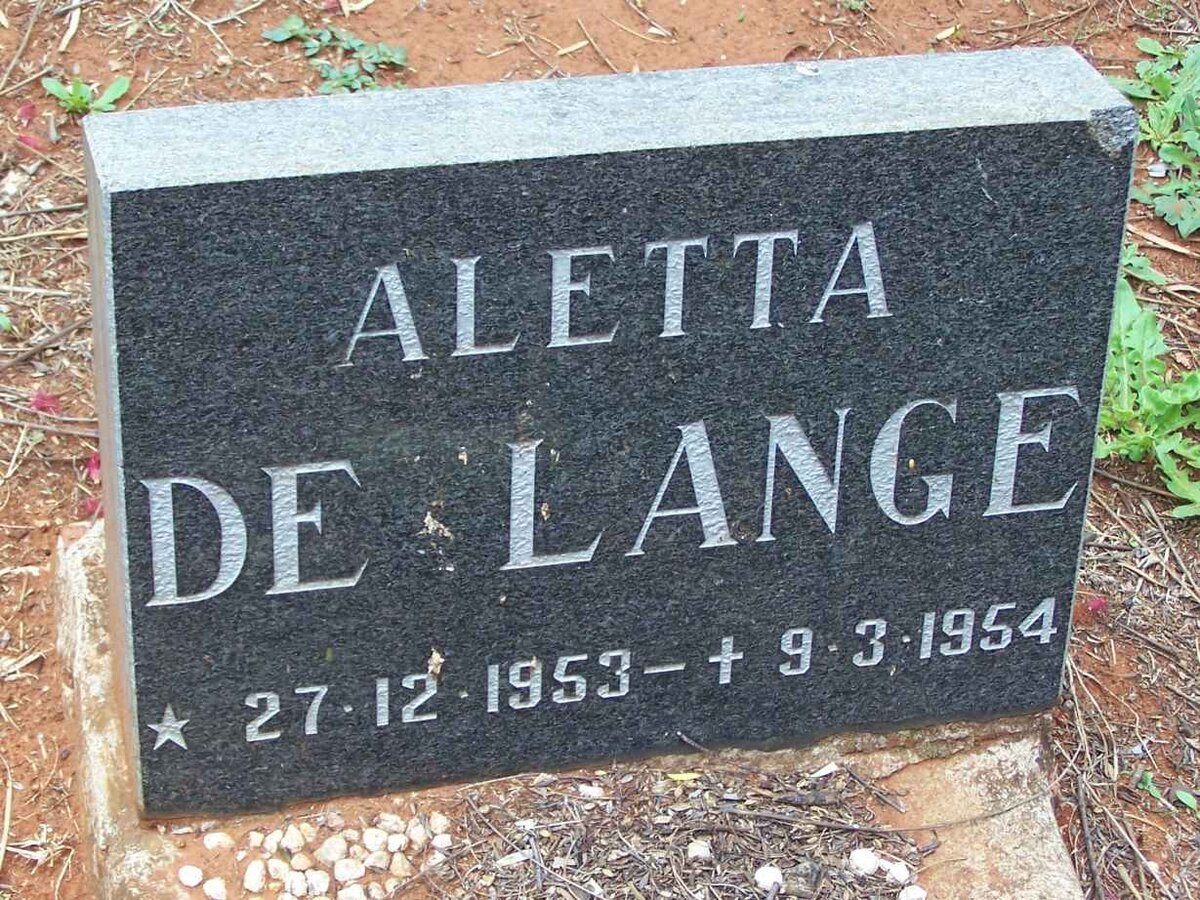 ALETTA
DE LANGE
★ 27·12·1953 – † 9·3·1954